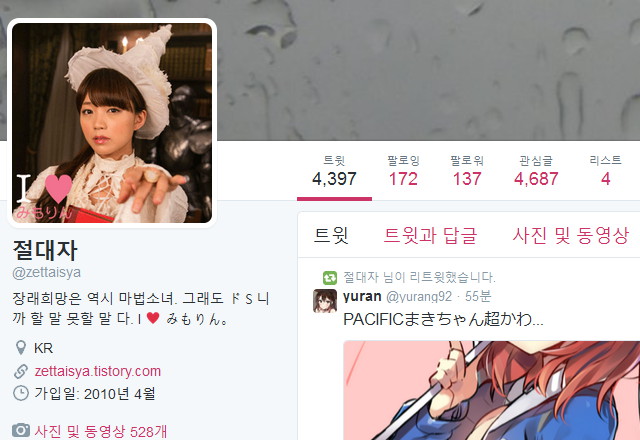 I ♥
みもりん
트윗
팔로잉
팔로워
관심글
리스트
4,397
172
137
4,687
4
절대자
@zettaisya
장래희망은 역시 마법소녀. 그래도 ドS니
까 할 말 못할 말 다. I ♥ みもりん。
KR
zettaisya.tistory.com
가입일: 2010년 4월
사진 및 동영상 528개
트윗
트윗과 답글
사진 및 동영상
절대자 님이 리트윗했습니다.
yuran @yurang92 · 55분
PACIFICまきちゃん超かわ...